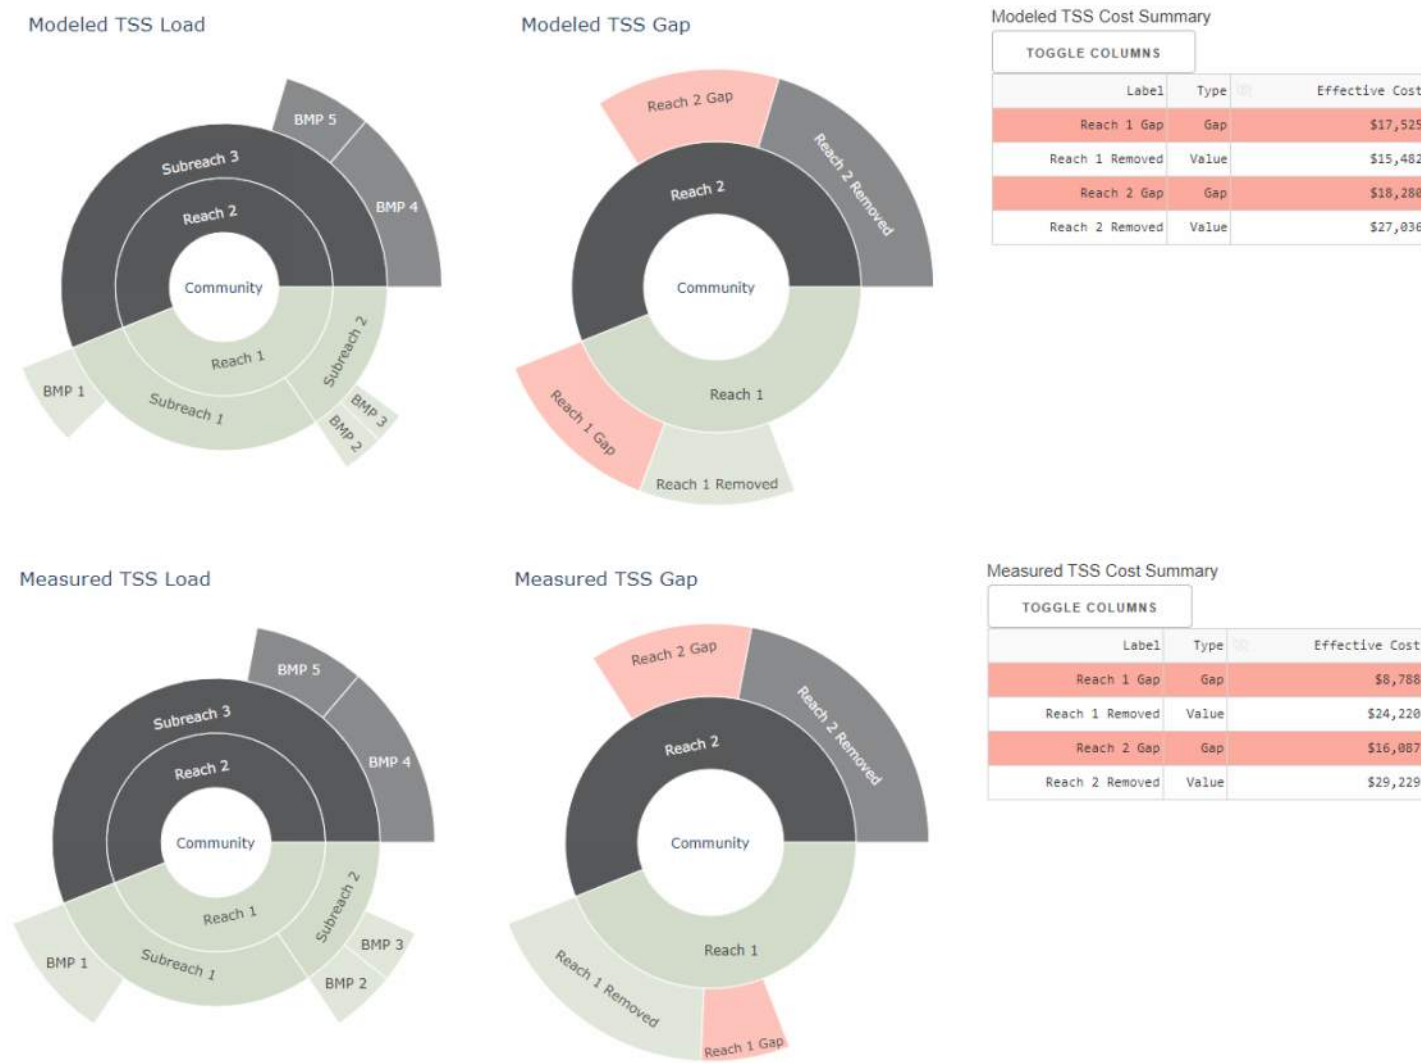 Modeled TSS Load
BMP 5
Subreach 3
BMP 4
Reach 2
Community
Subreach 2
Reach 1
BMP 1
Subreach 1
BMP 3
BMP 2
Modeled TSS Gap
Reach 2 Gap
Reach 2 Removed
Reach 2
Community
Reach 1
Reach 1 Gap
Reach 1 Removed
Modeled TSS Cost Summary
TOGGLE COLUMNS
Label Type Effective Cost
Reach 1 Gap Gap $17,525
Reach 1 Removed Value $15,482
Reach 2 Gap Gap $18,280
Reach 2 Removed Value $27,036
Measured TSS Load
BMP 5
Subreach 3
BMP 4
Reach 2
Community
Subreach 2
Reach 1
BMP 3
BMP 1
Subreach 1
BMP 2
Measured TSS Gap
Reach 2 Gap
Reach 2 Removed
Reach 2
Community
Reach 1
Reach 1 Removed
Reach 1 Gap
Measured TSS Cost Summary
TOGGLE COLUMNS
Label Type Effective Cost
Reach 1 Gap Gap $8,788
Reach 1 Removed Value $24,220
Reach 2 Gap Gap $16,087
Reach 2 Removed Value $29,229